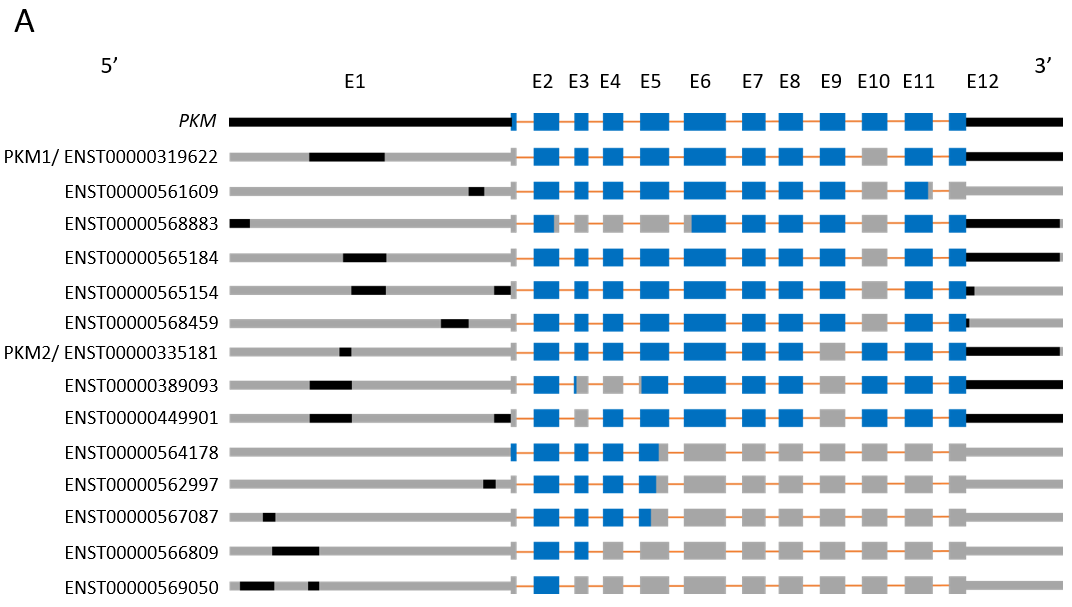 A
5’ 3’
E1 E2 E3 E4 E5 E6 E7 E8 E9 E10 E11 E12
PKM
PKM1/ ENST00000319622
ENST00000561609
ENST00000568883
ENST00000565184
ENST00000565154
ENST00000568459
PKM2/ ENST00000335181
ENST00000389093
ENST00000449901
ENST00000564178
ENST00000562997
ENST00000567087
ENST00000566809
ENST00000569050